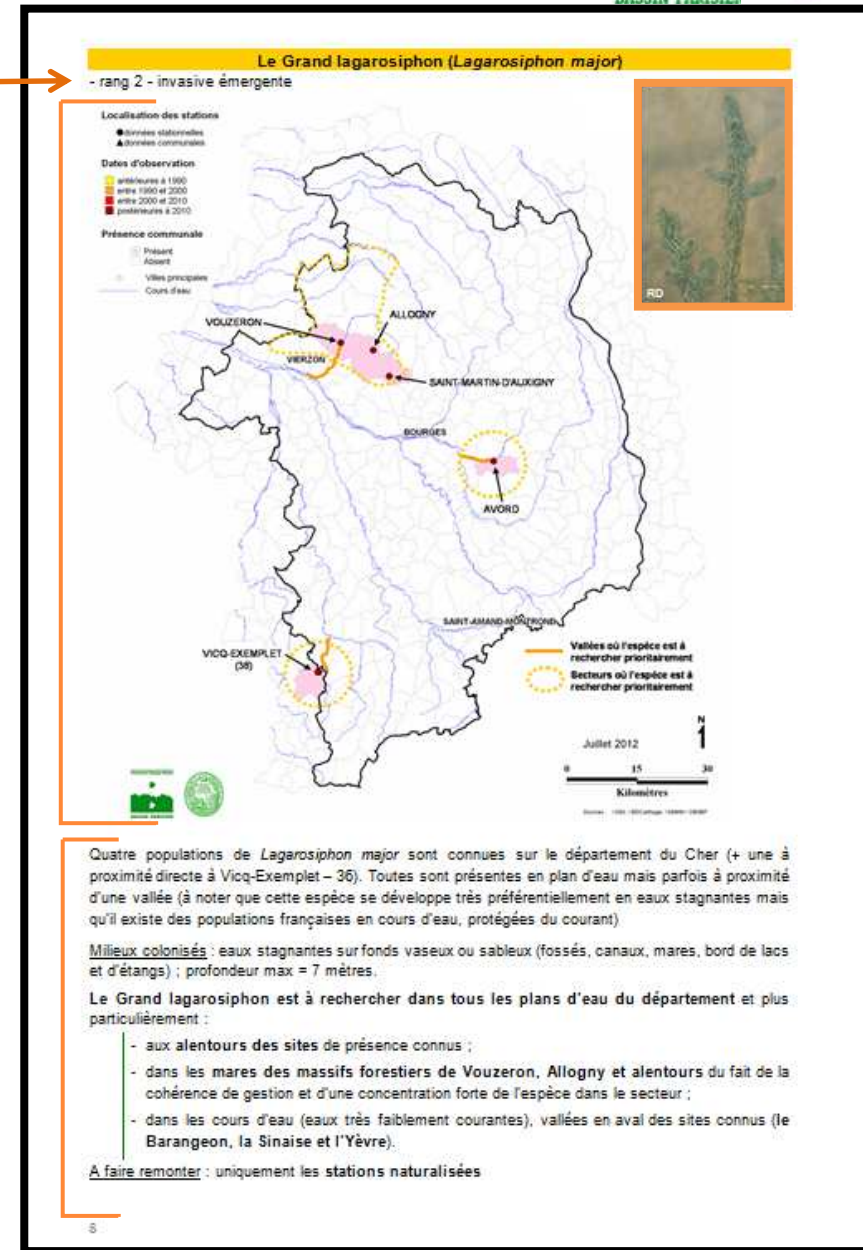 BASSIN PARISIEN
Le Grand lagarosiphon (Lagarosiphon major)
- rang 2 - invasive émergente
Localisation des stations
données stationnelles
données communales
Dates d'observation
antérieures à 1990
entre 1990 et 2000
entre 2000 et 2010
postérieures à 2010
Présence communale
Présent
Absent
Villes principales
Cours d'eau
RD
VOUZERON
ALLOGNY
VIERZON
SAINT-MARTIN-D'AUXIGNY
BOURGES
AVORD
SAINT-AMAND-MONTROND
VICQ-EXEMPLET
(36)
Vallées où l'espèce est à
rechercher prioritairement
Secteurs où l'espèce est à
rechercher prioritairement
N
Juillet 2012
0 15 30
Kilomètres
Quatre populations de Lagarosiphon major sont connues sur le département du Cher (+ une à
proximité directe à Vicq-Exemplet – 36). Toutes sont présentes en plan d'eau mais parfois à proximité
d'une vallée (à noter que cette espèce se développe très préférentiellement en eaux stagnantes mais
qu'il existe des populations françaises en cours d'eau, protégées du courant)
Milieux colonisés : eaux stagnantes sur fonds vaseux ou sableux (fossés, canaux, mares, bord de lacs
et d'étangs) ; profondeur max = 7 mètres.
Le Grand lagarosiphon est à rechercher dans tous les plans d'eau du département et plus
particulièrement :
- aux alentours des sites de présence connus ;
- dans les mares des massifs forestiers de Vouzeron, Allogny et alentours du fait de la
cohérence de gestion et d'une concentration forte de l'espèce dans le secteur ;
- dans les cours d'eau (eaux très faiblement courantes), vallées en aval des sites connus (le
Barangeon, la Sinaise et l'Yèvre).
A faire remonter : uniquement les stations naturalisées